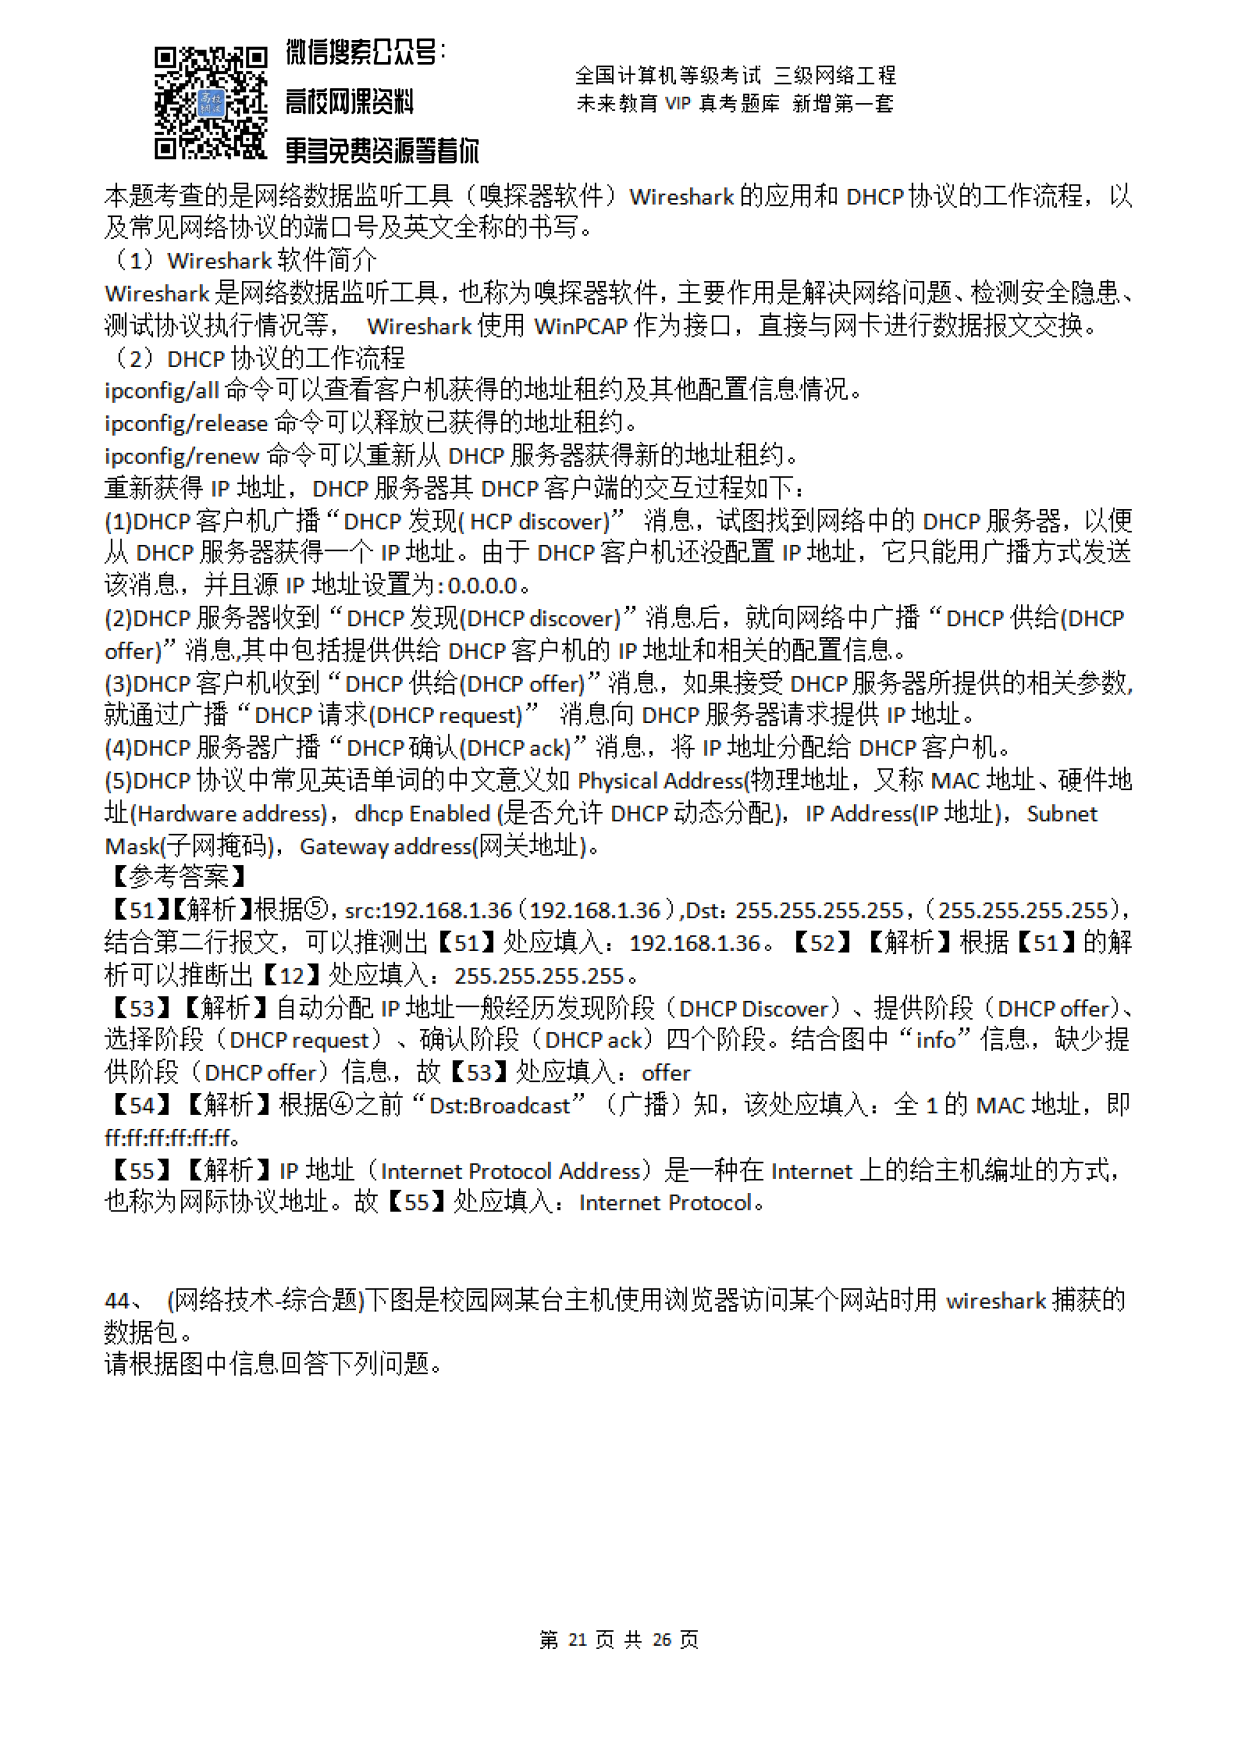 微信搜索公众号：
高校网课资料
更多免费资源等着你
全国计算机等级考试 三级网络工程
未来教育 VIP 真考题库 新增第一套
本题考查的是网络数据监听工具（嗅探器软件）Wireshark 的应用和 DHCP 协议的工作流程，以
及常见网络协议的端口号及英文全称的书写。
（1）Wireshark 软件简介
Wireshark 是网络数据监听工具，也称为嗅探器软件，主要作用是解决网络问题、检测安全隐患、
测试协议执行情况等， Wireshark 使用 WinPCAP 作为接口，直接与网卡进行数据报文交换。
（2）DHCP 协议的工作流程
ipconfig/all 命令可以查看客户机获得的地址租约及其他配置信息情况。
ipconfig/release 命令可以释放已获得的地址租约。
ipconfig/renew 命令可以重新从 DHCP 服务器获得新的地址租约。
重新获得 IP 地址，DHCP 服务器其 DHCP 客户端的交互过程如下：
(1)DHCP 客户机广播“DHCP 发现( HCP discover)” 消息，试图找到网络中的 DHCP 服务器，以便
从 DHCP 服务器获得一个 IP 地址。由于 DHCP 客户机还没配置 IP 地址，它只能用广播方式发送
该消息，并且源 IP 地址设置为：0.0.0.0。
(2)DHCP 服务器收到“DHCP 发现(DHCP discover)”消息后，就向网络中广播“DHCP 供给(DHCP
offer)”消息,其中包括提供供给 DHCP 客户机的 IP 地址和相关的配置信息。
(3)DHCP 客户机收到“DHCP 供给(DHCP offer)”消息，如果接受 DHCP 服务器所提供的相关参数,
就通过广播“DHCP 请求(DHCP request)” 消息向 DHCP 服务器请求提供 IP 地址。
(4)DHCP 服务器广播“DHCP 确认(DHCP ack)”消息，将 IP 地址分配给 DHCP 客户机。
(5)DHCP 协议中常见英语单词的中文意义如 Physical Address(物理地址，又称 MAC 地址、硬件地
址(Hardware address)，dhcp Enabled (是否允许 DHCP 动态分配)，IP Address(IP 地址)，Subnet
Mask(子网掩码)，Gateway address(网关地址)。
【参考答案】
【51】【解析】根据⑤，src:192.168.1.36（192.168.1.36）,Dst：255.255.255.255，（255.255.255.255），
结合第二行报文，可以推测出【51】处应填入：192.168.1.36。【52】【解析】根据【51】的解
析可以推断出【12】处应填入：255.255.255.255。
【53】【解析】自动分配 IP 地址一般经历发现阶段（DHCP Discover）、提供阶段（DHCP offer）、
选择阶段（DHCP request）、确认阶段（DHCP ack）四个阶段。结合图中“info”信息，缺少提
供阶段（DHCP offer）信息，故【53】处应填入：offer
【54】【解析】根据④之前“Dst:Broadcast”（广播）知，该处应填入：全 1 的 MAC 地址，即
ff:ff:ff:ff:ff:ff。
【55】【解析】IP 地址（Internet Protocol Address）是一种在 Internet 上的给主机编址的方式，
也称为网际协议地址。故【55】处应填入：Internet Protocol。
44、 (网络技术-综合题)下图是校园网某台主机使用浏览器访问某个网站时用 wireshark 捕获的
数据包。
请根据图中信息回答下列问题。
第 21 页 共 26 页